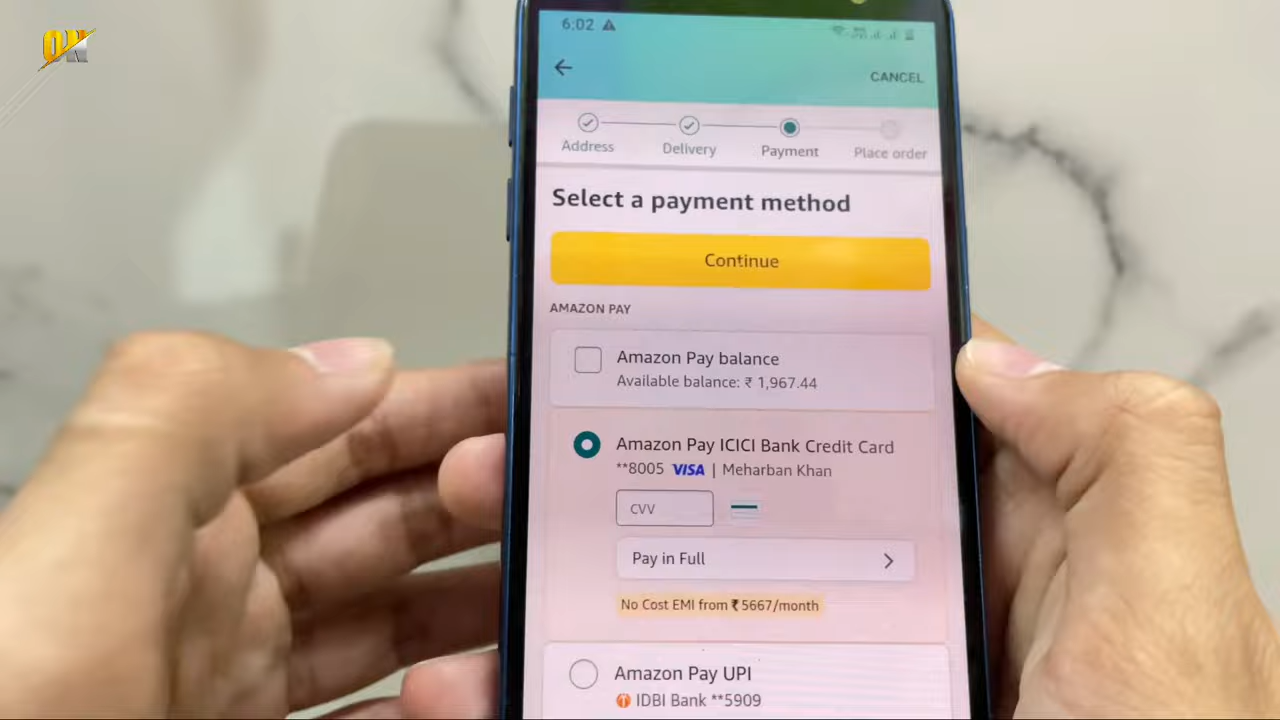 ON
6:02
CANCEL
Address
Delivery
Payment
Place order
Select a payment method
Continue
AMAZON PAY
Amazon Pay balance
Available balance: ₹ 1,967.44
Amazon Pay ICICI Bank Credit Card
**8005 VISA | Meharban Khan
CVV
Pay in Full
No Cost EMI from ₹5667/month
Amazon Pay UPI
IDBI Bank **5909